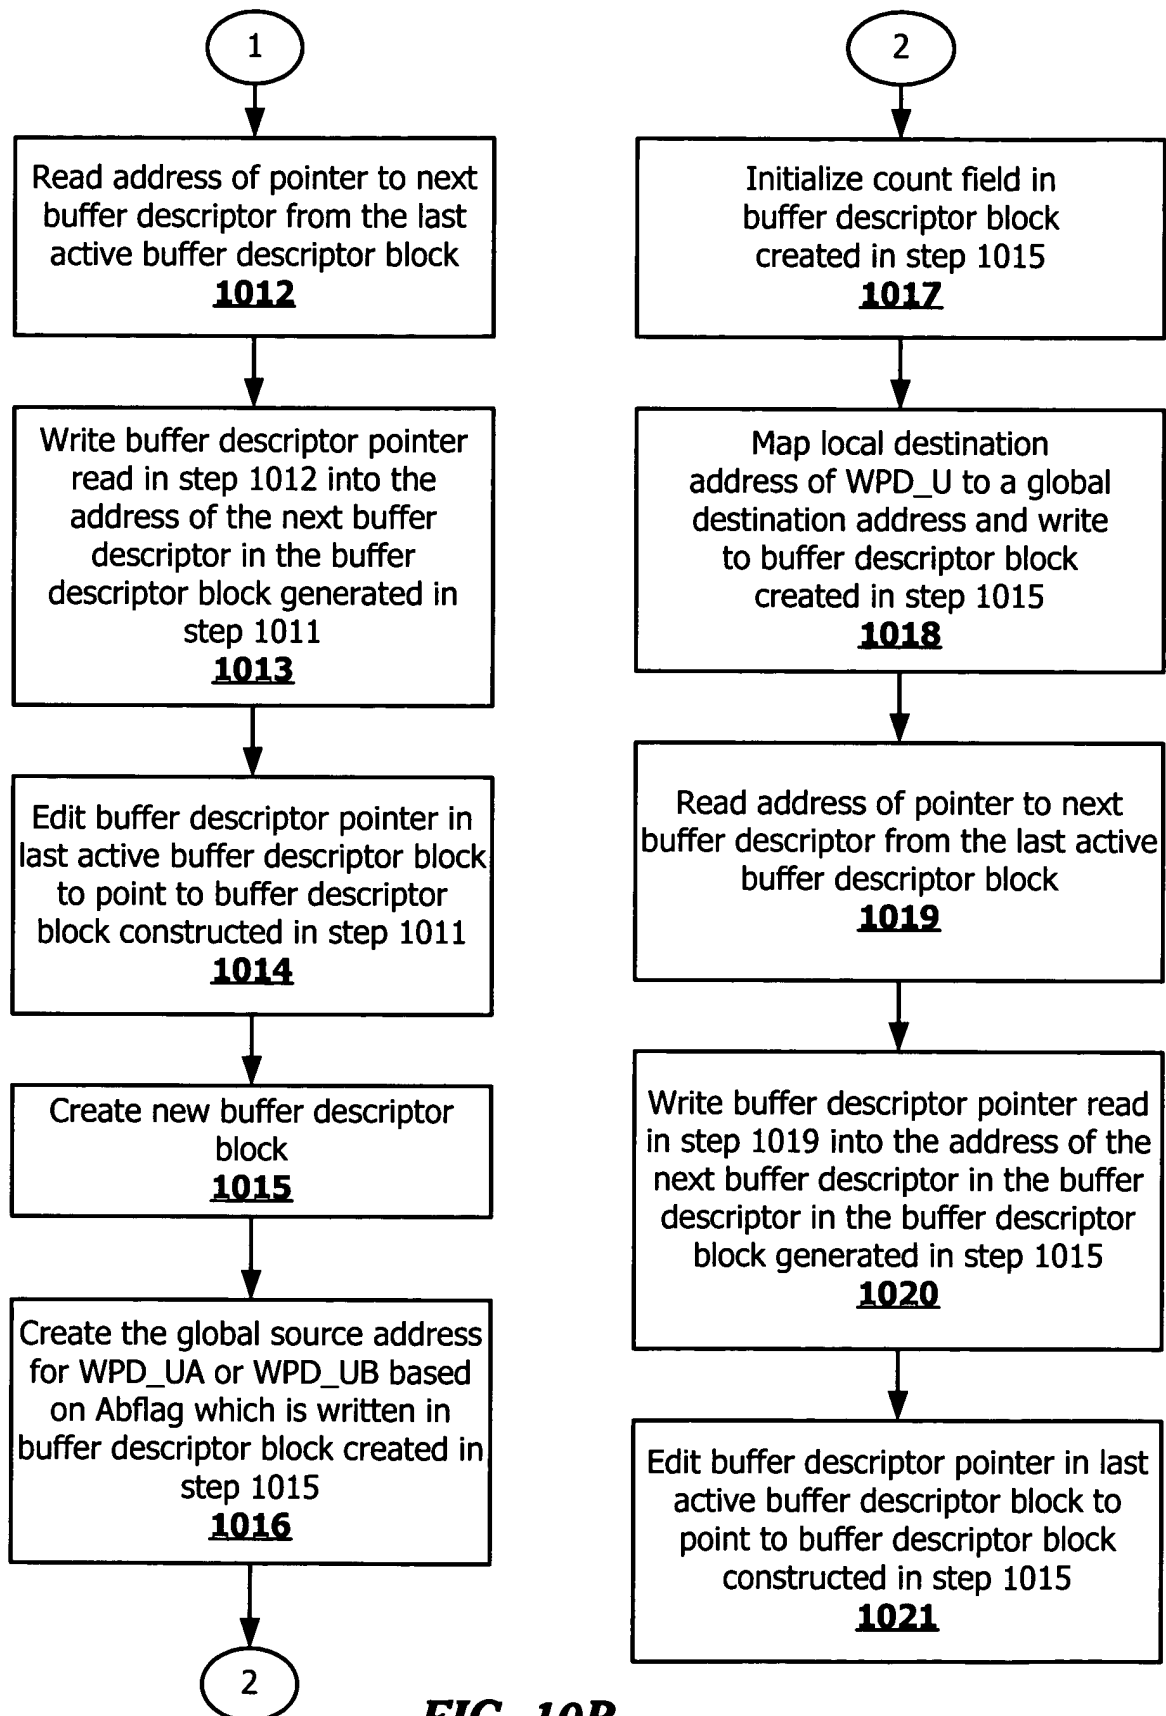 1
Read address of pointer to next
buffer descriptor from the last
active buffer descriptor block
1012
Write buffer descriptor pointer
read in step 1012 into the
address of the next buffer
descriptor in the buffer
descriptor block generated in
step 1011
1013
Edit buffer descriptor pointer in
last active buffer descriptor block
to point to buffer descriptor
block constructed in step 1011
1014
Create new buffer descriptor
block
1015
Create the global source address
for WPD_UA or WPD_UB based
on Abflag which is written in
buffer descriptor block created in
step 1015
1016
2
2
Initialize count field in
buffer descriptor block
created in step 1015
1017
Map local destination
address of WPD_U to a global
destination address and write
to buffer descriptor block
created in step 1015
1018
Read address of pointer to next
buffer descriptor from the last active
buffer descriptor block
1019
Write buffer descriptor pointer read
in step 1019 into the address of the
next buffer descriptor in the buffer
descriptor in the buffer descriptor
block generated in step 1015
1020
Edit buffer descriptor pointer in last
active buffer descriptor block to
point to buffer descriptor block
constructed in step 1015
1021
FIG. 10B